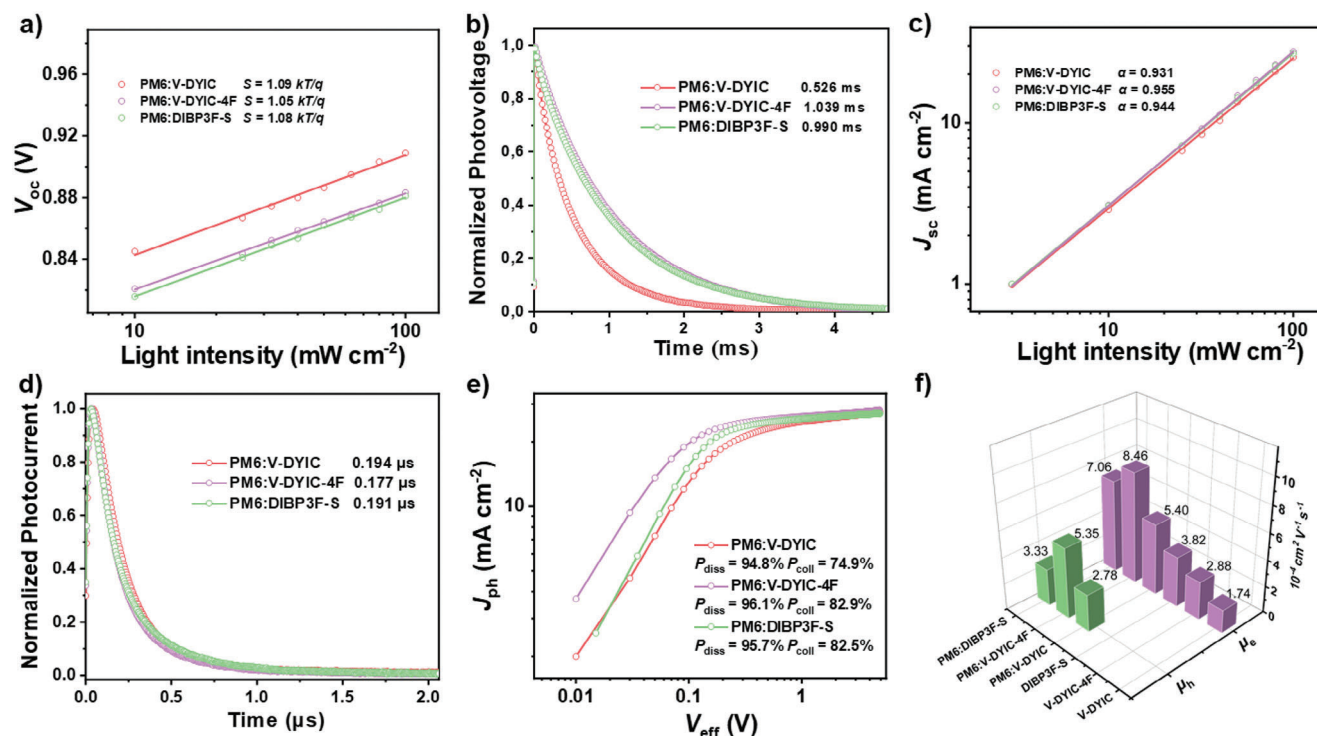 a)
0.96
0.92
0.88
0.84
V_oc (V)
PM6:V-DYIC S = 1.09 kT/q
PM6:V-DYIC-4F S = 1.05 kT/q
PM6:DIBP3F-S S = 1.08 kT/q
10 100
Light intensity (mW cm⁻²)
b)
1,0
0,8
0,6
0,4
0,2
0,0
Normalized Photovoltage
PM6:V-DYIC 0.526 ms
PM6:V-DYIC-4F 1.039 ms
PM6:DIBP3F-S 0.990 ms
0 1 2 3 4
Time (ms)
c)
10
1
J_sc (mA cm⁻²)
PM6:V-DYIC α = 0.931
PM6:V-DYIC-4F α = 0.955
PM6:DIBP3F-S α = 0.944
10 100
Light intensity (mW cm⁻²)
d)
1.0
0.8
0.6
0.4
0.2
0.0
Normalized Photocurrent
PM6:V-DYIC 0.194 µs
PM6:V-DYIC-4F 0.177 µs
PM6:DIBP3F-S 0.191 µs
0.0 0.5 1.0 1.5 2.0
Time (µs)
e)
10
J_ph (mA cm⁻²)
PM6:V-DYIC
P_diss = 94.8% P_coll = 74.9%
PM6:V-DYIC-4F
P_diss = 96.1% P_coll = 82.9%
PM6:DIBP3F-S
P_diss = 95.7% P_coll = 82.5%
0.01 0.1 1
V_eff (V)
f)
7.06
8.46
5.40
3.82
2.88
1.74
3.33
5.35
2.78
10
8
6
4
2
0
10⁻⁴ cm² V⁻¹ s⁻¹
PM6:DIBP3F-S
PM6:V-DYIC-4F
PM6:V-DYIC
DIBP3F-S
V-DYIC-4F
V-DYIC
µ_h
µ_e